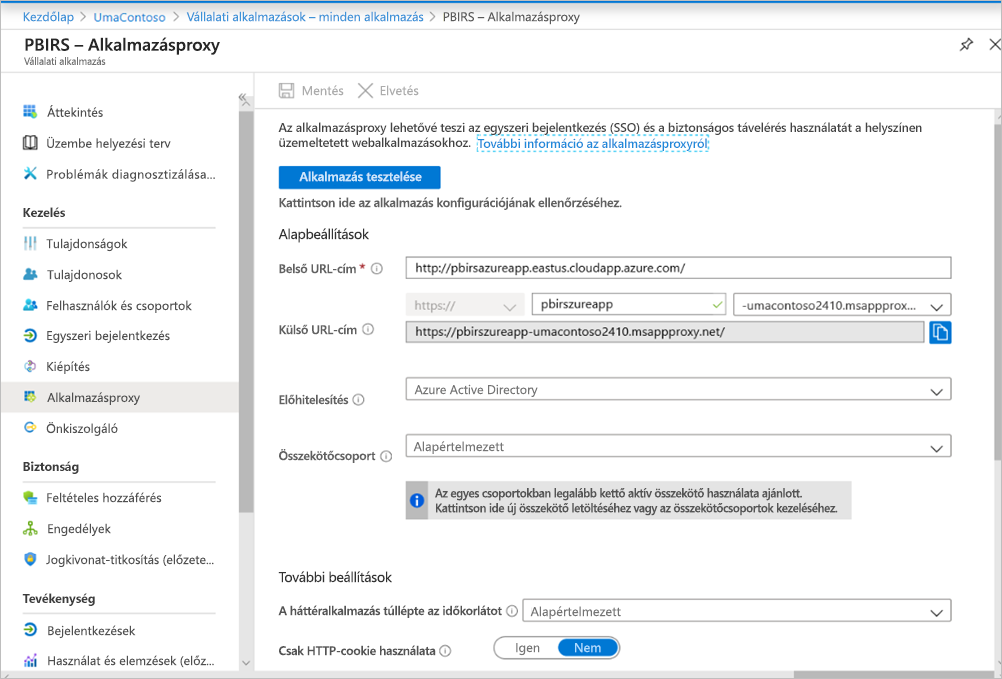 Kezdőlap > UmaContoso > Vállalati alkalmazások – minden alkalmazás > PBIRS – Alkalmazásproxy
PBIRS – Alkalmazásproxy
Vállalati alkalmazás
Áttekintés
Üzembe helyezési terv
Problémák diagnosztizálása...
Kezelés
Tulajdonságok
Tulajdonosok
Felhasználók és csoportok
Egyszeri bejelentkezés
Kiépítés
Alkalmazásproxy
Önkiszolgáló
Biztonság
Feltételes hozzáférés
Engedélyek
Jogkivonat-titkosítás (előzete...
Tevékenység
Bejelentkezések
Használat és elemzések (előz...
Mentés Elvetés
Az alkalmazásproxy lehetővé teszi az egyszeri bejelentkezés (SSO) és a biztonságos távelérés használatát a helyszínen
üzemeltetett webalkalmazásokhoz. További információ az alkalmazásproxyról
Alkalmazás tesztelése
Kattintson ide az alkalmazás konfigurációjának ellenőrzéséhez.
Alapbeállítások
Belső URL-cím * http://pbirsazureapp.eastus.cloudapp.azure.com/
https:// pbirszureapp -umacontoso2410.msappprox...
Külső URL-cím https://pbirszureapp-umacontoso2410.msappproxy.net/
Előhitelesítés Azure Active Directory
Összekötőcsoport Alapértelmezett
Az egyes csoportokban legalább kettő aktív összekötő használata ajánlott.
Kattintson ide új összekötő letöltéséhez vagy az összekötőcsoportok kezeléséhez.
További beállítások
A háttéralkalmazás túllépte az időkorlátot Alapértelmezett
Csak HTTP-cookie használata Igen Nem